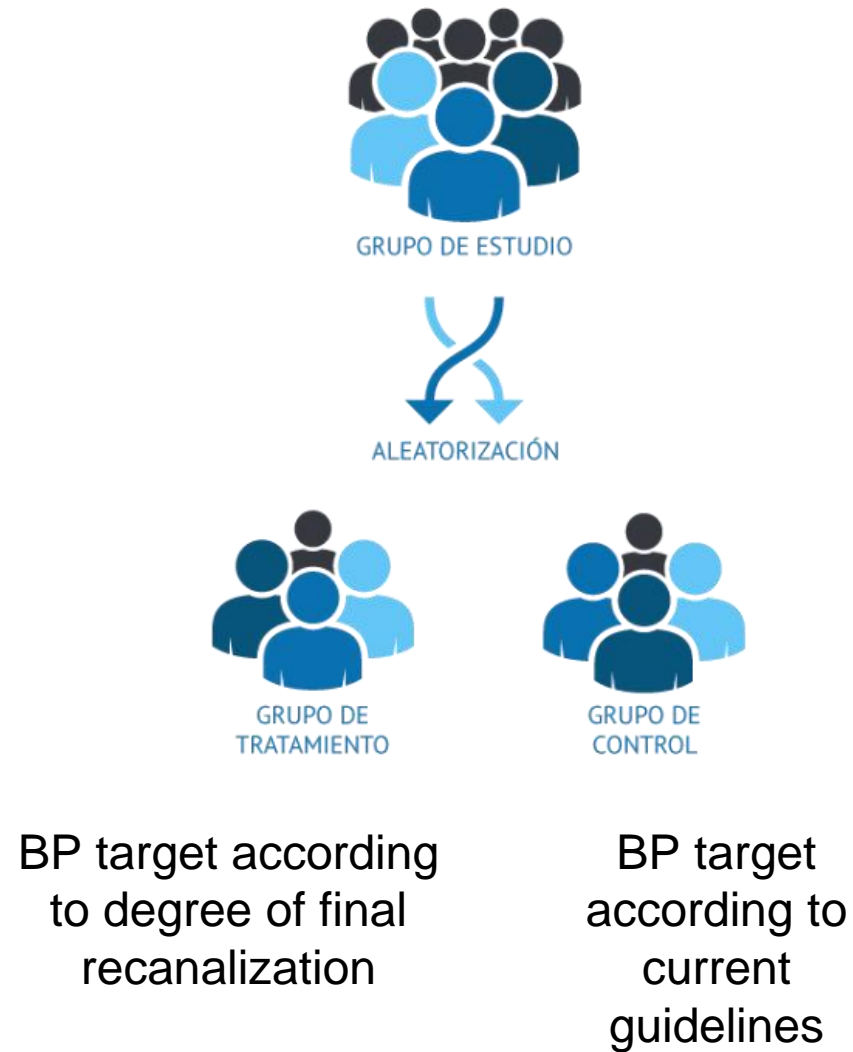 GRUPO DE ESTUDIO
ALEATORIZACIÓN
GRUPO DE
TRATAMIENTO
GRUPO DE
CONTROL
BP target according
to degree of final
recanalization
BP target
according to
current
guidelines